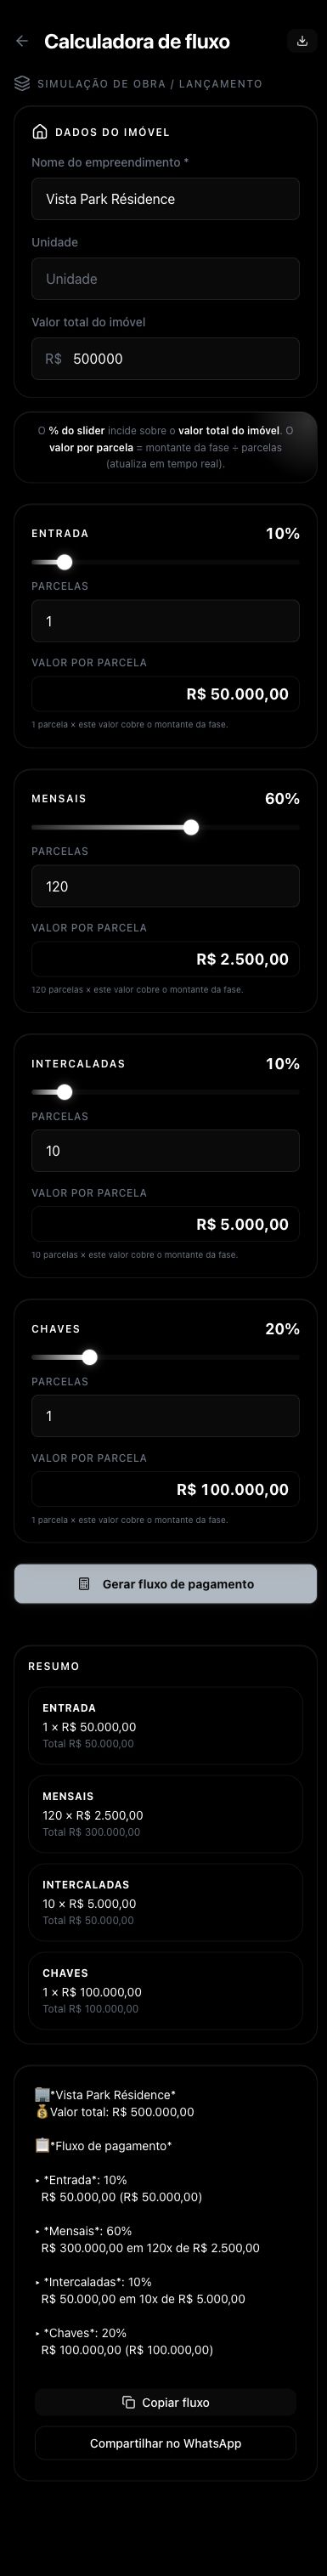 Calculadora de fluxo
SIMULAÇÃO DE OBRA / LANÇAMENTO
DADOS DO IMÓVEL
Nome do empreendimento *
Vista Park Résidence
Unidade
Unidade
Valor total do imóvel
R$ 500000
O % do slider incide sobre o valor total do imóvel. O
valor por parcela = montante da fase ÷ parcelas
(atualiza em tempo real).
ENTRADA 10%
PARCELAS
1
VALOR POR PARCELA
R$ 50.000,00
1 parcela × este valor cobre o montante da fase.
MENSAIS 60%
PARCELAS
120
VALOR POR PARCELA
R$ 2.500,00
120 parcelas × este valor cobre o montante da fase.
INTERCALADAS 10%
PARCELAS
10
VALOR POR PARCELA
R$ 5.000,00
10 parcelas × este valor cobre o montante da fase.
CHAVES 20%
PARCELAS
1
VALOR POR PARCELA
R$ 100.000,00
1 parcela × este valor cobre o montante da fase.
Gerar fluxo de pagamento
RESUMO
ENTRADA
1 × R$ 50.000,00
Total R$ 50.000,00
MENSAIS
120 × R$ 2.500,00
Total R$ 300.000,00
INTERCALADAS
10 × R$ 5.000,00
Total R$ 50.000,00
CHAVES
1 × R$ 100.000,00
Total R$ 100.000,00
🏢*Vista Park Résidence*
💰Valor total: R$ 500.000,00
📋*Fluxo de pagamento*
‣ *Entrada*: 10%
R$ 50.000,00 (R$ 50.000,00)
‣ *Mensais*: 60%
R$ 300.000,00 em 120x de R$ 2.500,00
‣ *Intercaladas*: 10%
R$ 50.000,00 em 10x de R$ 5.000,00
‣ *Chaves*: 20%
R$ 100.000,00 (R$ 100.000,00)
Copiar fluxo
Compartilhar no WhatsApp